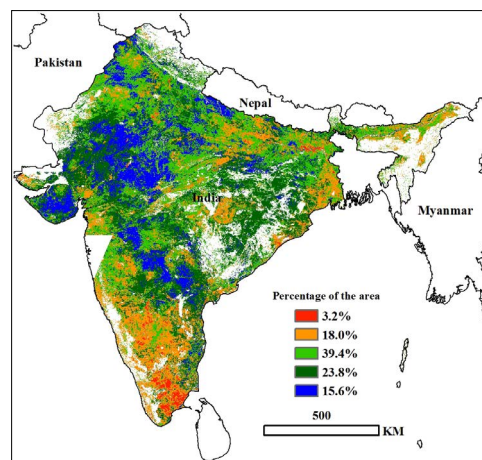 Pakistan
Nepal
India
Myanmar
Percentage of the area
3.2%
18.0%
39.4%
23.8%
15.6%
500
KM